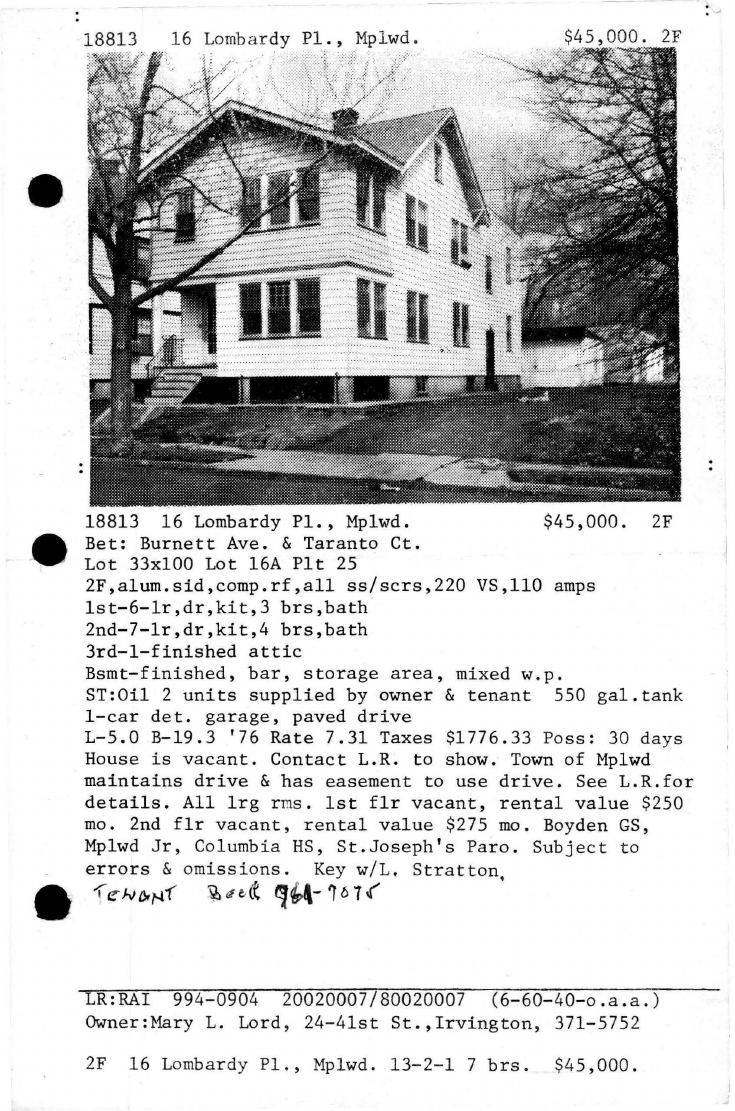 18813 16 Lombardy Pl., Mplwd. $45,000. 2F
18813 16 Lombardy Pl., Mplwd. $45,000. 2F
Bet: Burnett Ave. & Taranto Ct.
Lot 33x100 Lot 16A Plt 25
2F,alum.sid,comp.rf,all ss/scrs,220 VS,110 amps
1st-6-lr,dr,kit,3 brs,bath
2nd-7-lr,dr,kit,4 brs,bath
3rd-1-finished attic
Bsmt-finished, bar, storage area, mixed w.p.
ST:Oil 2 units supplied by owner & tenant 550 gal.tank
1-car det. garage, paved drive
L-5.0 B-19.3 '76 Rate 7.31 Taxes $1776.33 Poss: 30 days
House is vacant. Contact L.R. to show. Town of Mplwd
maintains drive & has easement to use drive. See L.R.for
details. All lrg rms. 1st flr vacant, rental value $250
mo. 2nd flr vacant, rental value $275 mo. Boyden GS,
Mplwd Jr, Columbia HS, St.Joseph's Paro. Subject to
errors & omissions. Key w/L. Stratton,
TENANT
LR:RAI 994-0904 20020007/80020007 (6-60-40-o.a.a.)
Owner:Mary L. Lord, 24-41st St.,Irvington, 371-5752
2F 16 Lombardy Pl., Mplwd. 13-2-1 7 brs. $45,000.